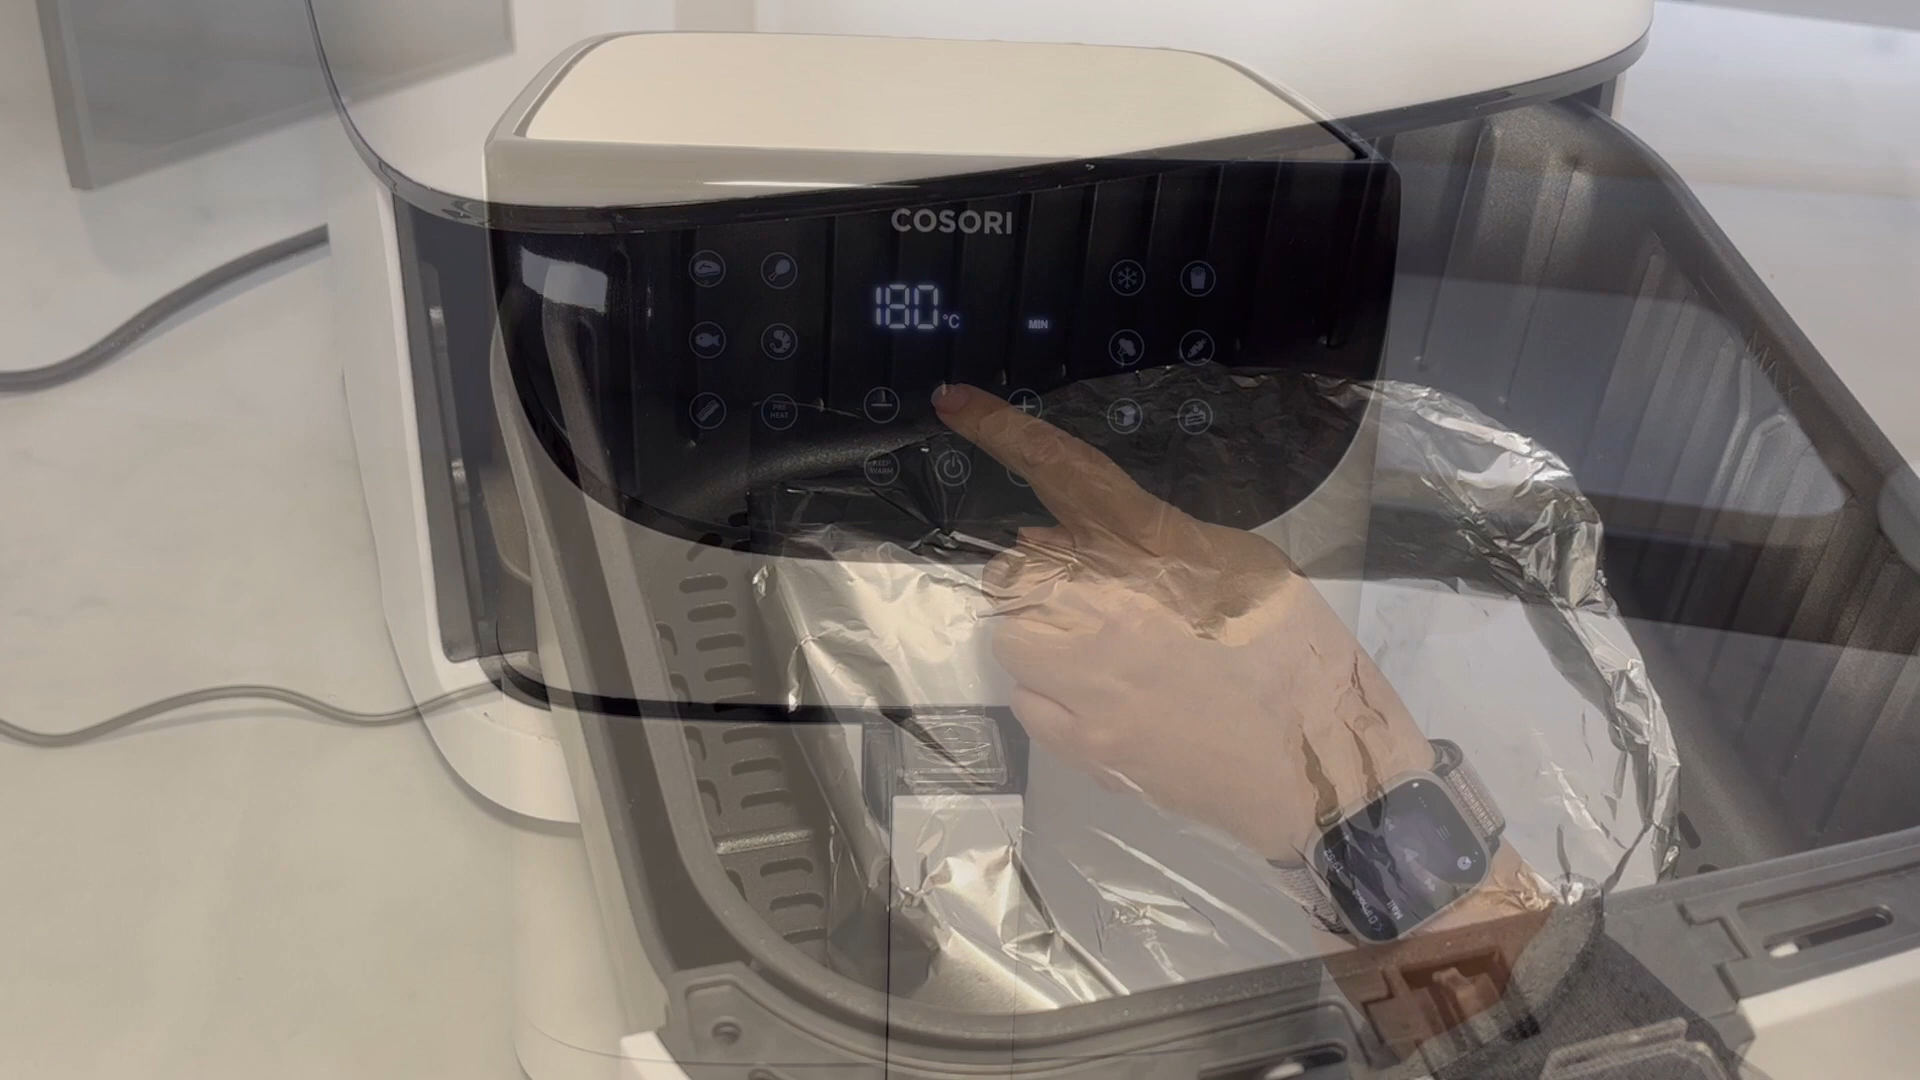 COSORI
180°C
MIN
PRE
HEAT
KEEP
WARM